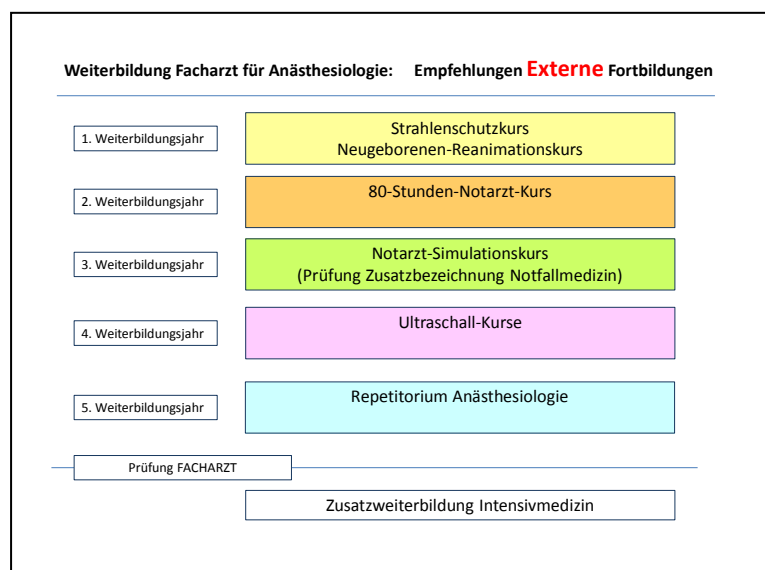 Weiterbildung Facharzt für Anästhesiologie: Empfehlungen Externe Fortbildungen
1. Weiterbildungsjahr
Strahlenschutzkurs
Neugeborenen-Reanimationskurs
2. Weiterbildungsjahr
80-Stunden-Notarzt-Kurs
3. Weiterbildungsjahr
Notarzt-Simulationskurs
(Prüfung Zusatzbezeichnung Notfallmedizin)
4. Weiterbildungsjahr
Ultraschall-Kurse
5. Weiterbildungsjahr
Repetitorium Anästhesiologie
Prüfung FACHARZT
Zusatzweiterbildung Intensivmedizin